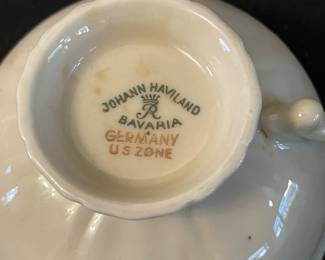 JOHANN HAVILAND
R
BAVARIA
GERMANY
US ZONE